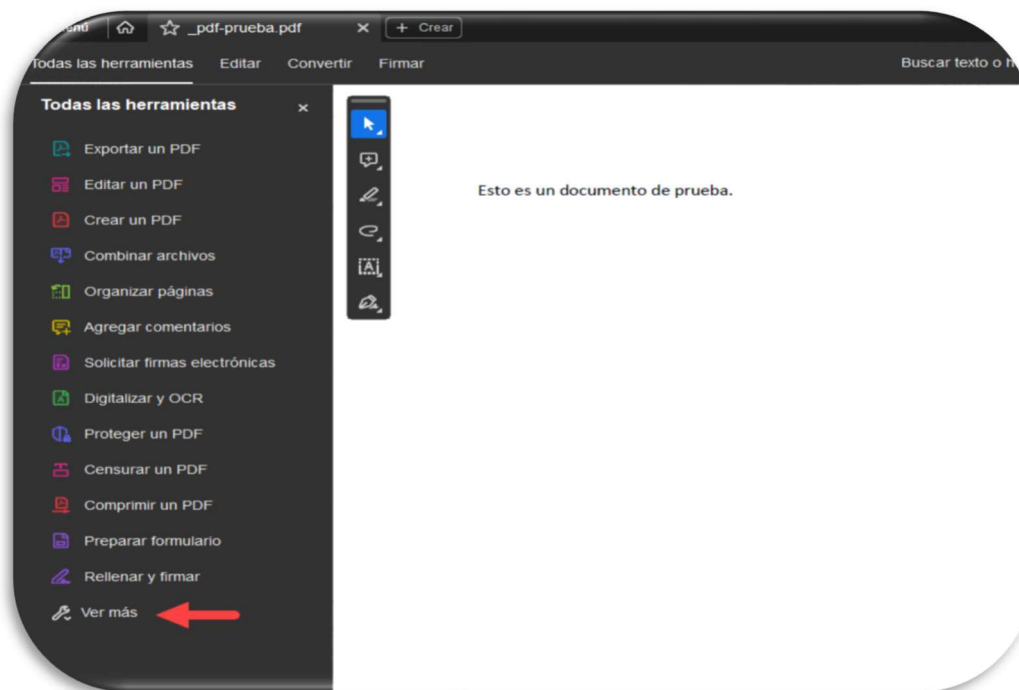 _pdf-prueba.pdf
+ Crear
Todas las herramientas Editar Convertir Firmar
Buscar texto o
Todas las herramientas
Exportar un PDF
Editar un PDF
Crear un PDF
Combinar archivos
Organizar páginas
Agregar comentarios
Solicitar firmas electrónicas
Digitalizar y OCR
Proteger un PDF
Censurar un PDF
Comprimir un PDF
Preparar formulario
Rellenar y firmar
Ver más
Esto es un documento de prueba.